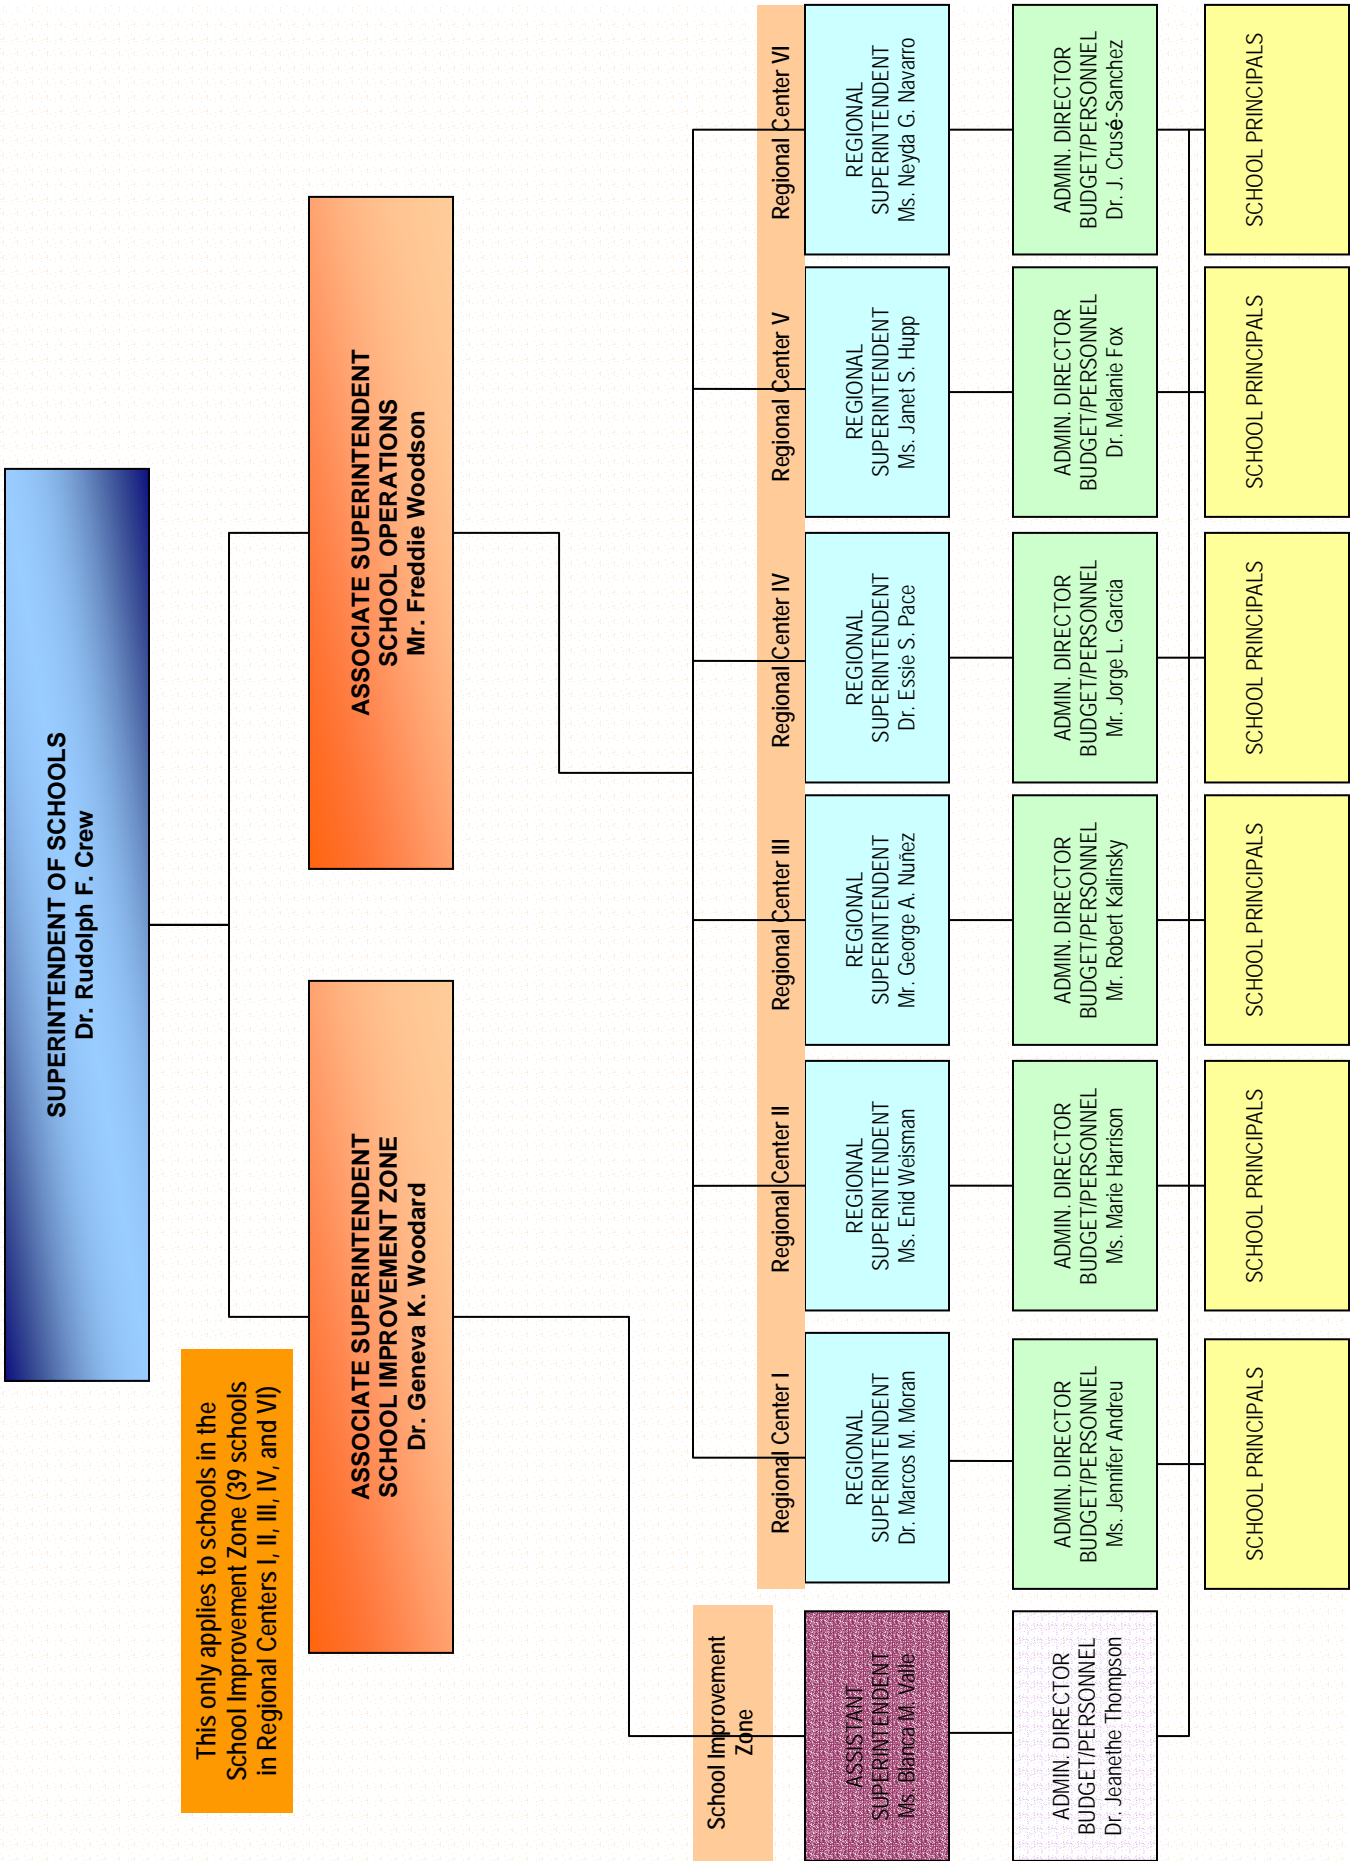 SUPERINTENDENT OF SCHOOLS
Dr. Rudolph F. Crew
This only applies to schools in the
School Improvement Zone (39 schools
in Regional Centers I, II, III, IV, and VI)
ASSOCIATE SUPERINTENDENT
SCHOOL IMPROVEMENT ZONE
Dr. Geneva K. Woodard
ASSOCIATE SUPERINTENDENT
SCHOOL OPERATIONS
Mr. Freddie Woodson
School Improvement
Zone
Regional Center I
Regional Center II
Regional Center III
Regional Center IV
Regional Center V
Regional Center VI
ASSISTANT
SUPERINTENDENT
Ms. Blanca M. Valle
REGIONAL
SUPERINTENDENT
Dr. Marcos M. Moran
REGIONAL
SUPERINTENDENT
Ms. Enid Weisman
REGIONAL
SUPERINTENDENT
Mr. George A. Nuñez
REGIONAL
SUPERINTENDENT
Dr. Essie S. Pace
REGIONAL
SUPERINTENDENT
Ms. Janet S. Hupp
REGIONAL
SUPERINTENDENT
Ms. Neyda G. Navarro
ADMIN. DIRECTOR
BUDGET/PERSONNEL
Dr. Jeanethe Thompson
ADMIN. DIRECTOR
BUDGET/PERSONNEL
Ms. Jennifer Andreu
ADMIN. DIRECTOR
BUDGET/PERSONNEL
Ms. Marie Harrison
ADMIN. DIRECTOR
BUDGET/PERSONNEL
Mr. Robert Kalinsky
ADMIN. DIRECTOR
BUDGET/PERSONNEL
Mr. Jorge L. Garcia
ADMIN. DIRECTOR
BUDGET/PERSONNEL
Dr. Melanie Fox
ADMIN. DIRECTOR
BUDGET/PERSONNEL
Dr. J. Crusé-Sanchez
SCHOOL PRINCIPALS
SCHOOL PRINCIPALS
SCHOOL PRINCIPALS
SCHOOL PRINCIPALS
SCHOOL PRINCIPALS
SCHOOL PRINCIPALS